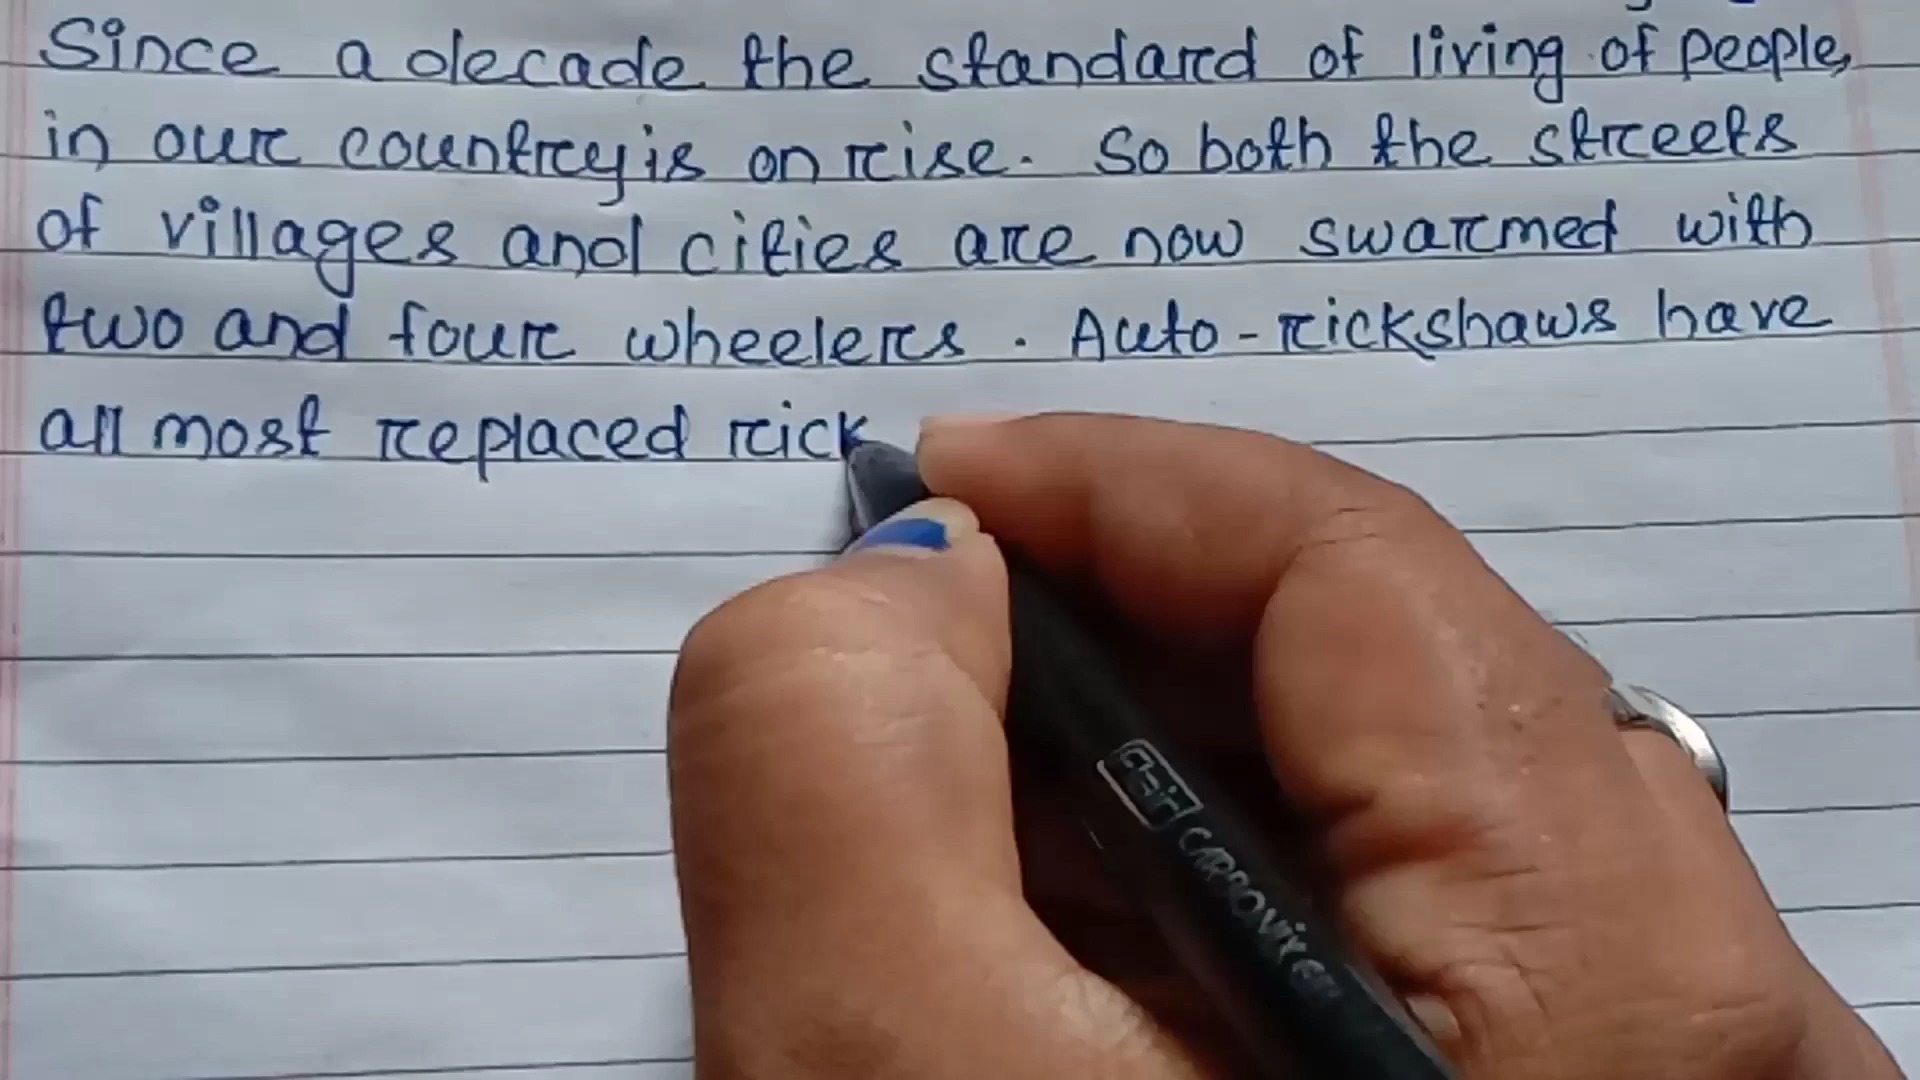 Since a decade the standard of living of people,
in our country is on rise. So both the streets
of villages and cities are now swarmed with
two and four wheelers. Auto-rickshaws have
all most replaced rick
Flair